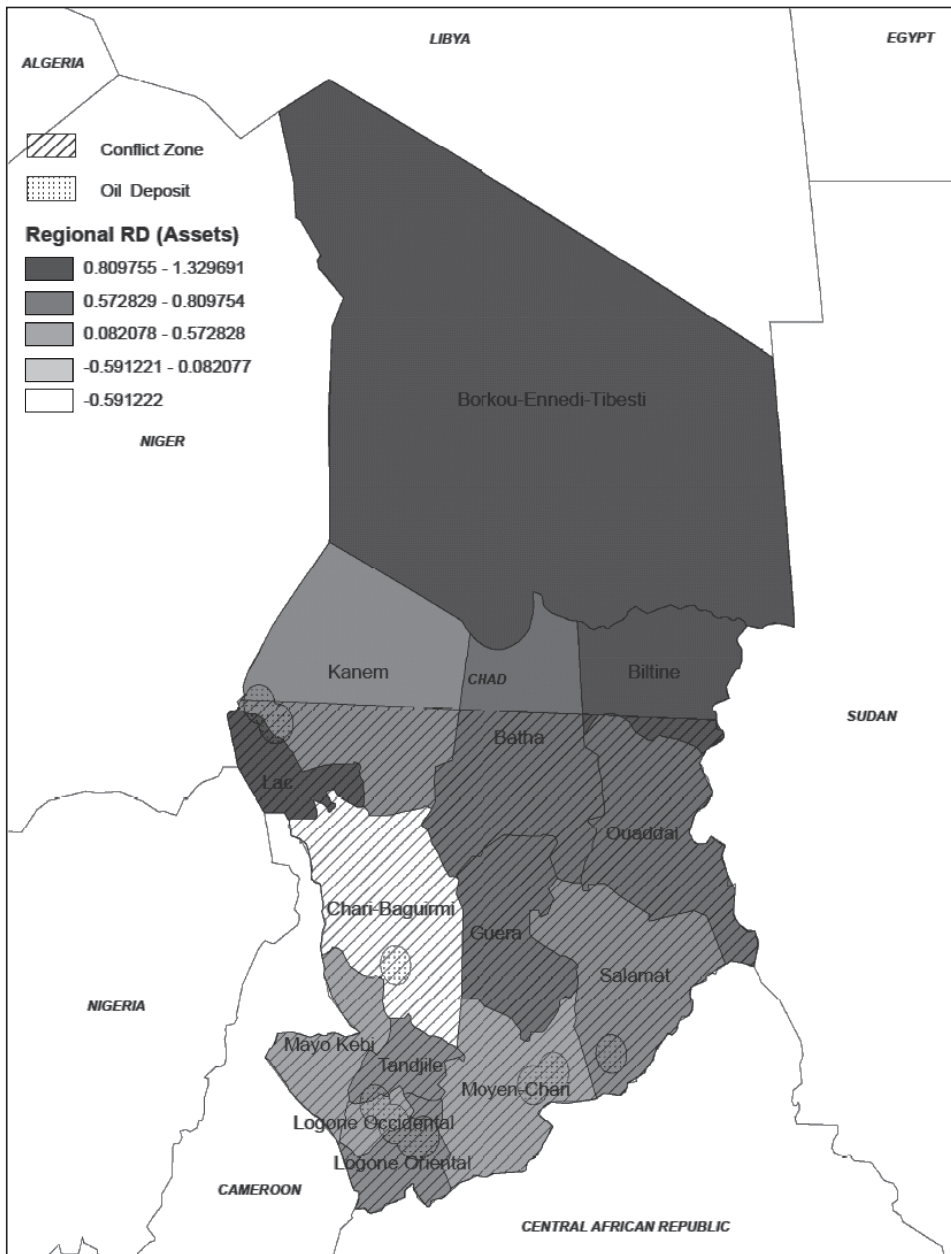 LIBYA
EGYPT
ALGERIA
Conflict Zone
Oil Deposit
Regional RD (Assets)
0.809755 - 1.329691
0.572829 - 0.809754
0.082078 - 0.572828
-0.591221 - 0.082077
-0.591222
Borkou-Ennedi-Tibesti
NIGER
Kanem
CHAD
Biltine
SUDAN
Batha
Lac
Ouaddai
Chari-Baguirmi
Guera
Salamat
NIGERIA
Mayo Kebi
Tandjile
Moyen-Chari
Logone Occidental
Logone Oriental
CAMEROON
CENTRAL AFRICAN REPUBLIC